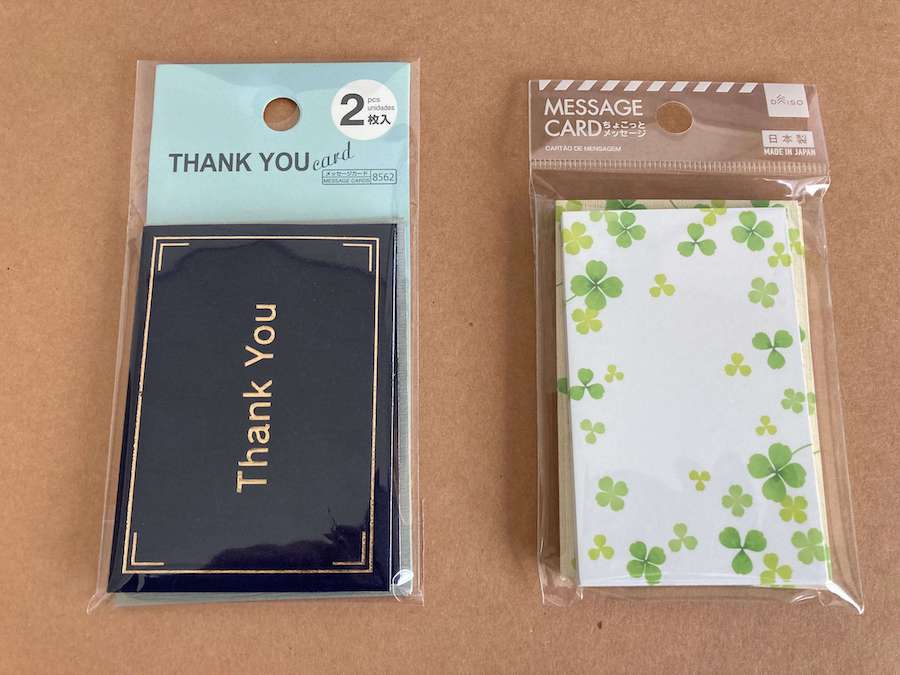 2
pcs
unidades
枚入
THANK YOU card
メッセージカード
MESSAGE CARDS
8562
Thank You
MESSAGE
CARD
ちょこっと
メッセージ
CARTÃO DE MENSAGEM
DAISO
日本製
MADE IN JAPAN